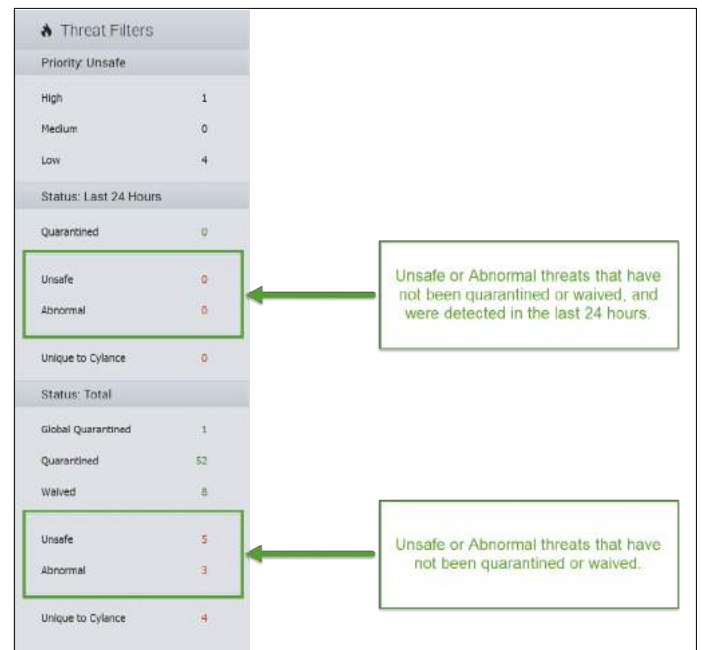 Threat Filters
Priority: Unsafe
High 1
Medium 0
Low 4
Status: Last 24 Hours
Quarantined 0
Unsafe 0
Abnormal 0
Unsafe or Abnormal threats that have
not been quarantined or waived, and
were detected in the last 24 hours.
Unique to Cylance 0
Status: Total
Global Quarantined 1
Quarantined 52
Waived 8
Unsafe 5
Abnormal 3
Unsafe or Abnormal threats that have
not been quarantined or waived.
Unique to Cylance 4